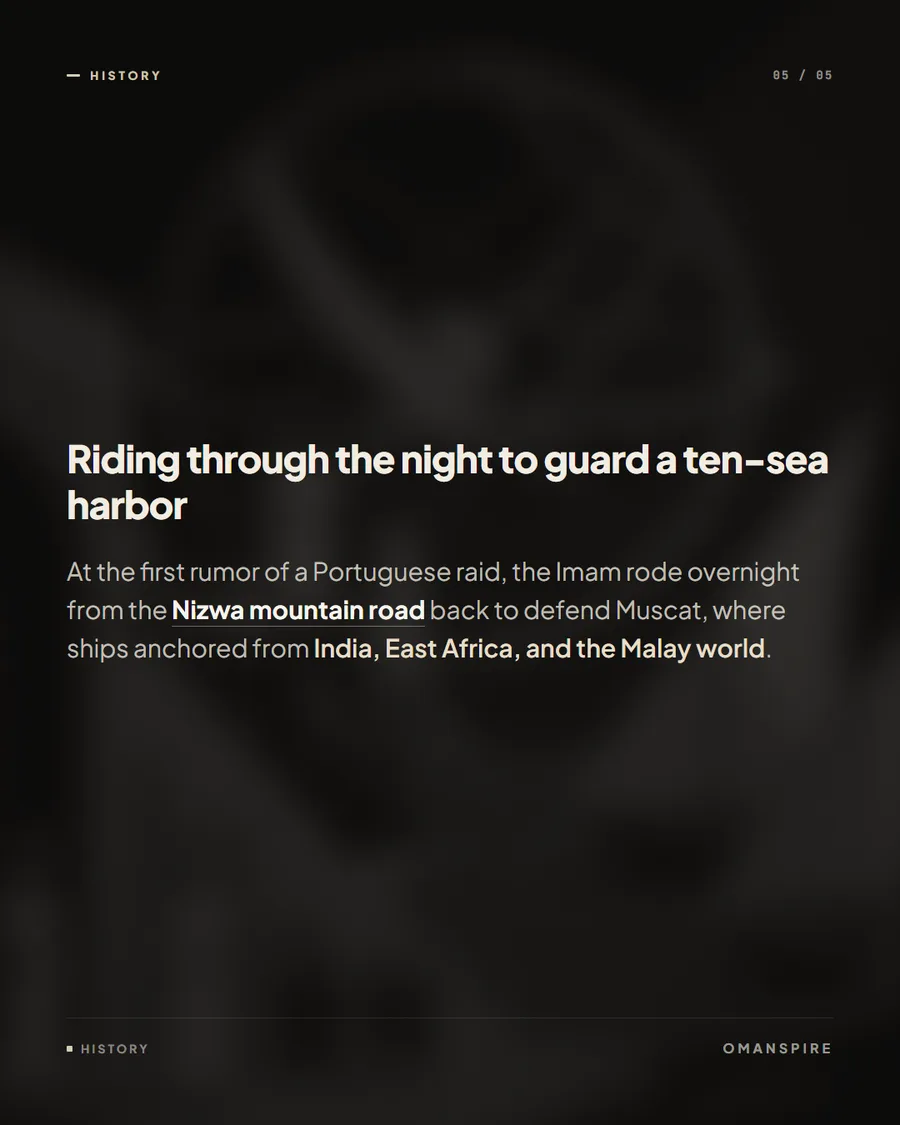 HISTORY
05 / 05
Riding through the night to guard a ten-sea
harbor
At the first rumor of a Portuguese raid, the Imam rode overnight
from the Nizwa mountain road back to defend Muscat, where
ships anchored from India, East Africa, and the Malay world.
HISTORY
OMANSPIRE